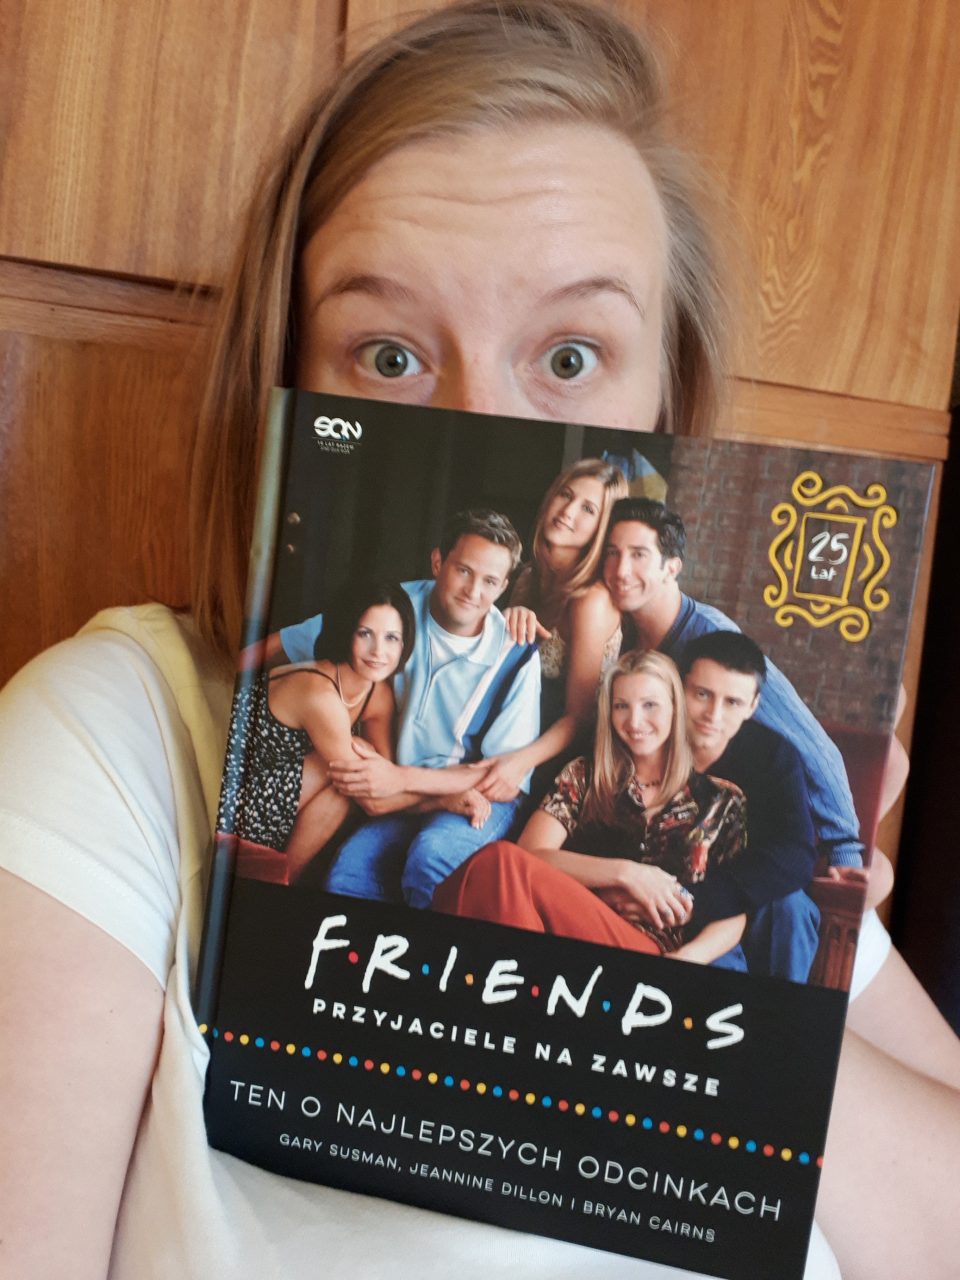 SQN
25
Lat
F•R•I•E•N•D•S
PRZYJACIELE NA ZAWSZE
TEN O NAJLEPSZYCH ODCINKACH
GARY SUSMAN, JEANNINE DILLON I BRYAN CAIRNS